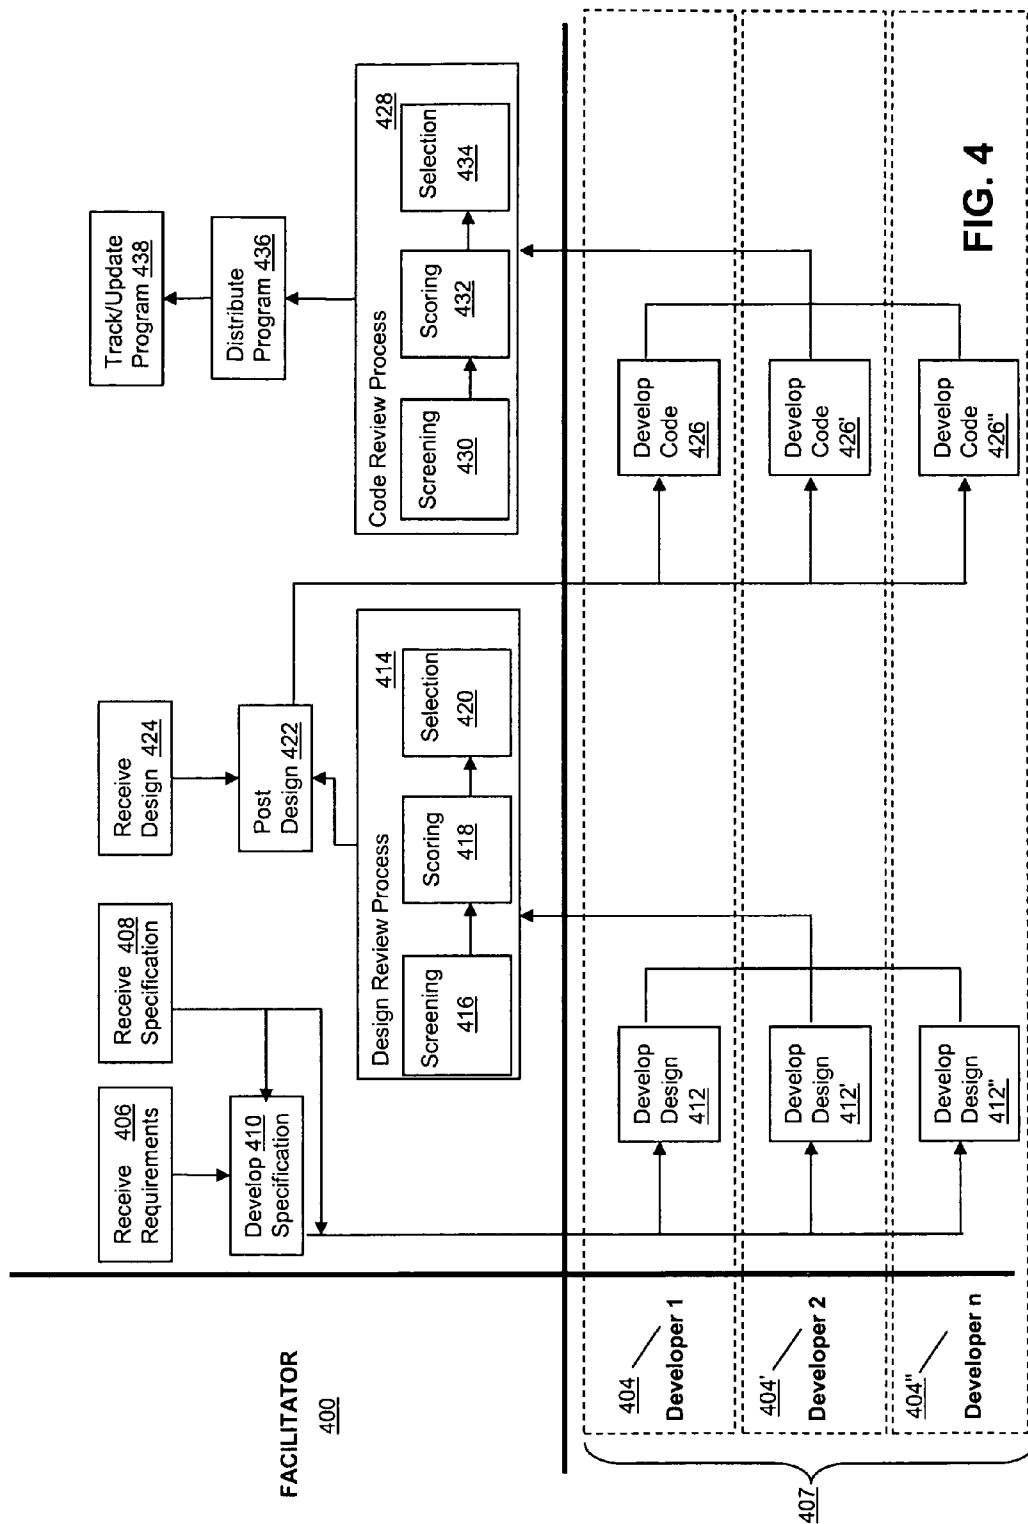 FACILITATOR
400
Receive 406
Requirements
Receive 408
Specification
Develop 410
Specification
Receive
Design 424
Post
Design 422
Design Review Process
414
Screening
416
Scoring
418
Selection
420
Track/Update
Program 438
Distribute
Program 436
Code Review Process
428
Screening
430
Scoring
432
Selection
434
407
404
Developer 1
Develop
Design
412
Develop
Code
426
404'
Developer 2
Develop
Design
412'
Develop
Code
426'
404"
Developer n
Develop
Design
412"
Develop
Code
426"
FIG. 4